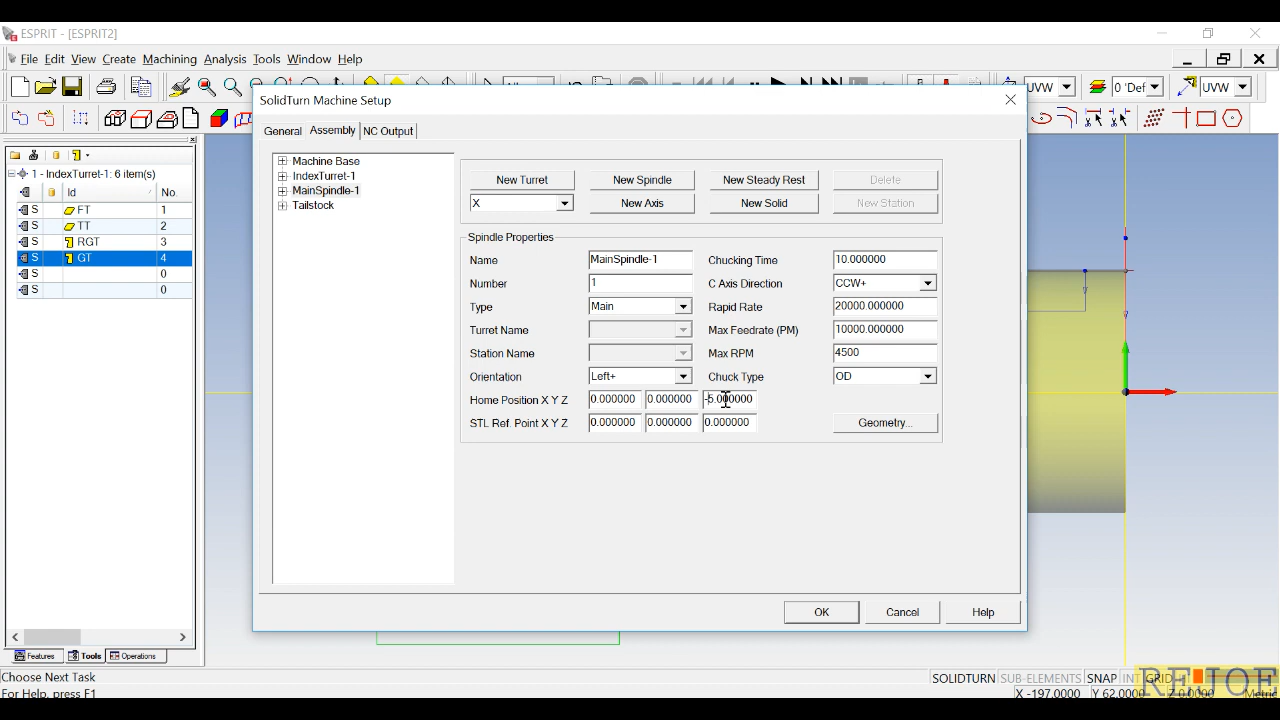 ESPRIT - [ESPRIT2]
File Edit View Create Machining Analysis Tools Window Help
UVW 0 'Def UVW
SolidTurn Machine Setup
General Assembly NC Output
1 - IndexTurret-1: 6 item(s)
Id No.
S FT 1
S TT 2
S RGT 3
S GT 4
S 0
S 0
Machine Base
IndexTurret-1
MainSpindle-1
Tailstock
New Turret New Spindle New Steady Rest Delete
X New Axis New Solid New Station
Spindle Properties
Name MainSpindle-1 Chucking Time 10.000000
Number 1 C Axis Direction CCW+
Type Main Rapid Rate 20000.000000
Turret Name Max Feedrate (PM) 10000.000000
Station Name Max RPM 4500
Orientation Left+ Chuck Type OD
Home Position X Y Z 0.000000 0.000000 -5.000000
STL Ref. Point X Y Z 0.000000 0.000000 0.000000 Geometry...
OK Cancel Help
Features Tools Operations
Choose Next Task SOLIDTURN SUB-ELEMENTS SNAP INT GRID
For Help, press F1 X -197.0000 Y 62.0000 Z 0.0000 Metric